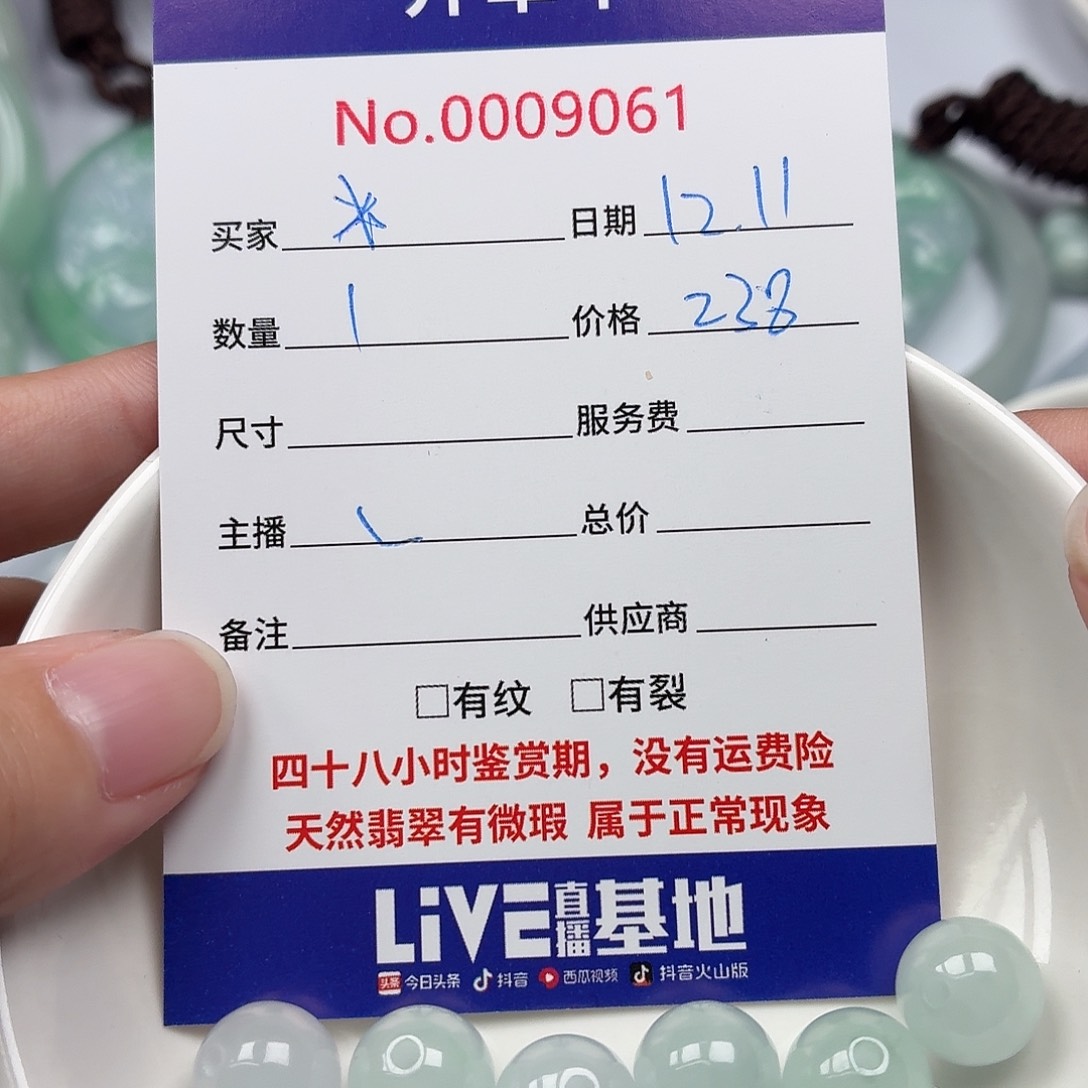 No.0009061
买家 * 日期 12.11
数量 1 价格 238
尺寸 服务费
主播 L 总价
备注 供应商
□有纹 □有裂
四十八小时鉴赏期，没有运费险
天然翡翠有微瑕 属于正常现象
LiVE直播基地
头条 今日头条 抖音 西瓜视频 抖音火山版